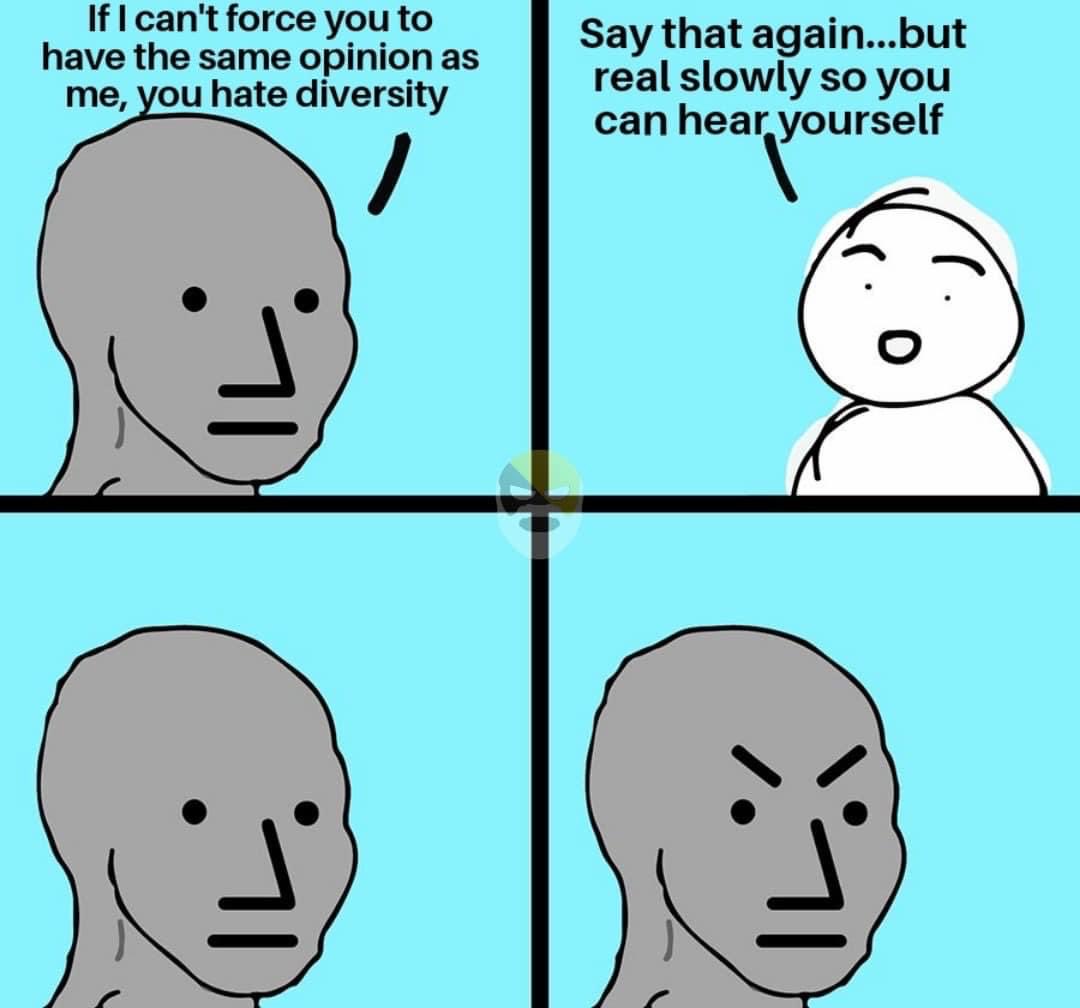 If I can't force you to
have the same opinion as
me, you hate diversity
Say that again...but
real slowly so you
can hear yourself